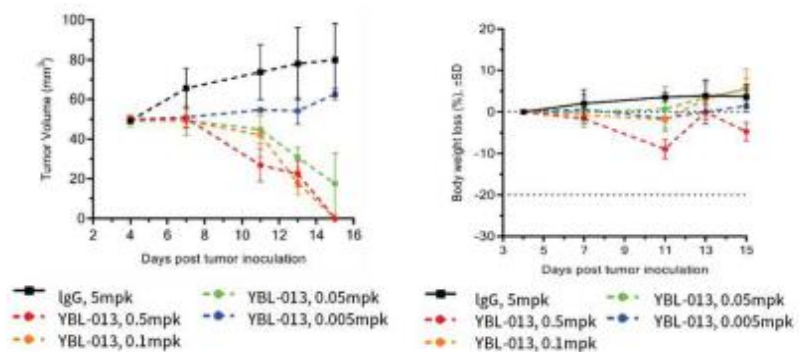 100
80
60
40
20
0
Tumor Volume (mm³)
2 4 6 8 10 12 14 16
Days post tumor inoculation
IgG, 5mpk
YBL-013, 0.5mpk
YBL-013, 0.1mpk
YBL-013, 0.05mpk
YBL-013, 0.005mpk
20
10
0
-10
-20
-30
Body weight loss (%), ±SD
3 5 7 9 11 13 15
Days post tumor inoculation
IgG, 5mpk
YBL-013, 0.5mpk
YBL-013, 0.1mpk
YBL-013, 0.05mpk
YBL-013, 0.005mpk